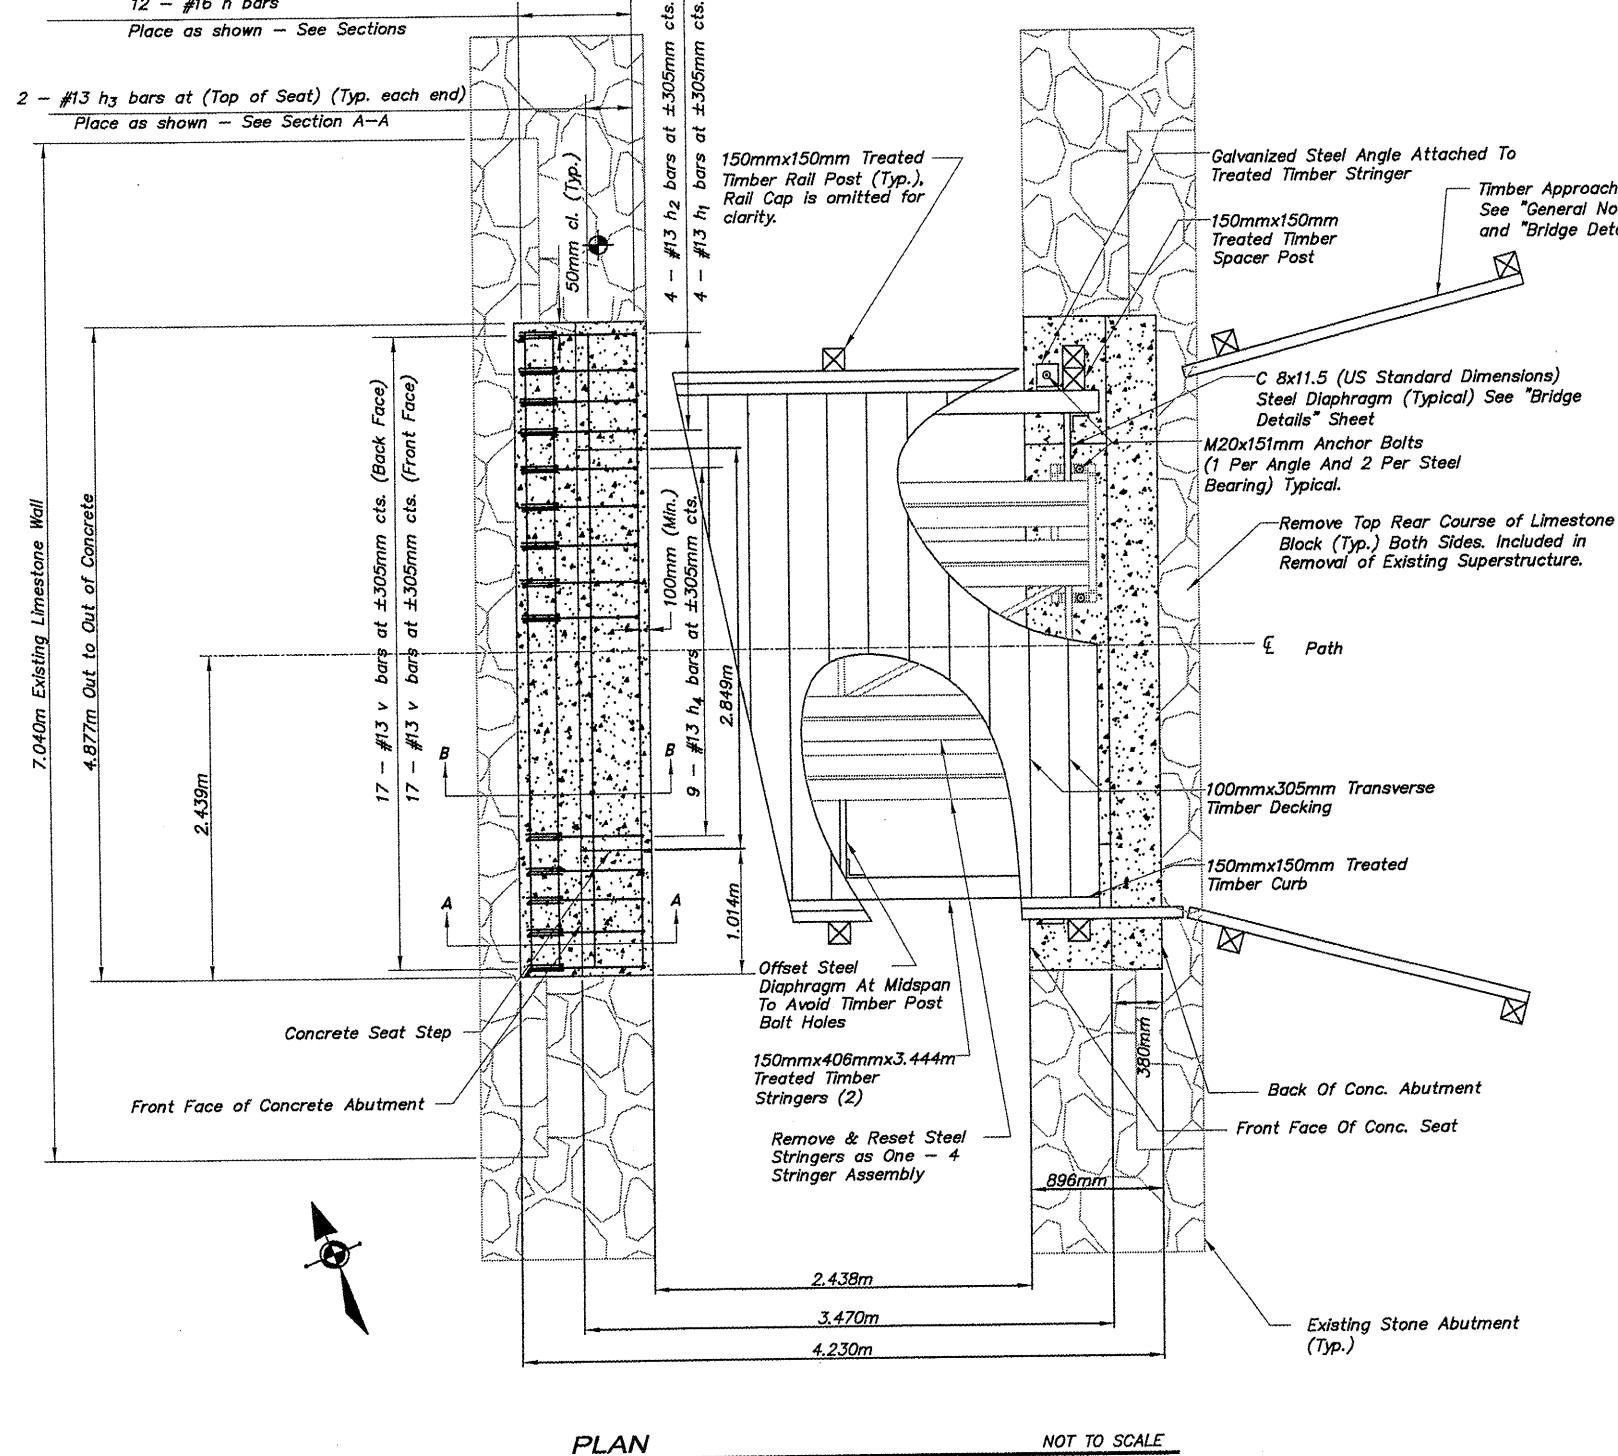 12 – #16 h bars
Place as shown – See Sections
2 – #13 h3 bars at (Top of Seat) (Typ. each end)
Place as shown – See Section A–A
50mm cl. (Typ.)
4 – #13 h2 bars at ±305mm cts.
4 – #13 h1 bars at ±305mm cts.
150mmx150mm Treated
Timber Rail Post (Typ.),
Rail Cap is omitted for
clarity.
Galvanized Steel Angle Attached To
Treated Timber Stringer
150mmx150mm
Treated Timber
Spacer Post
Timber Approach
See "General No
and "Bridge Deta
C 8x11.5 (US Standard Dimensions)
Steel Diaphragm (Typical) See "Bridge
Details" Sheet
M20x151mm Anchor Bolts
(1 Per Angle And 2 Per Steel
Bearing) Typical.
Remove Top Rear Course of Limestone
Block (Typ.) Both Sides. Included in
Removal of Existing Superstructure.
7.040m Existing Limestone Wall
4.877m Out to Out of Concrete
2.439m
17 – #13 v bars at ±305mm cts. (Back Face)
17 – #13 v bars at ±305mm cts. (Front Face)
100mm (Min.)
9 – #13 h4 bars at ±305mm cts.
2.849m
1.014m
℄ Path
B
B
A
A
100mmx305mm Transverse
Timber Decking
150mmx150mm Treated
Timber Curb
Offset Steel
Diaphragm At Midspan
To Avoid Timber Post
Bolt Holes
150mmx406mmx3.444m
Treated Timber
Stringers (2)
Remove & Reset Steel
Stringers as One – 4
Stringer Assembly
Concrete Seat Step
Front Face of Concrete Abutment
380mm
Back Of Conc. Abutment
Front Face Of Conc. Seat
896mm
2.438m
3.470m
4.230m
Existing Stone Abutment
(Typ.)
PLAN
NOT TO SCALE